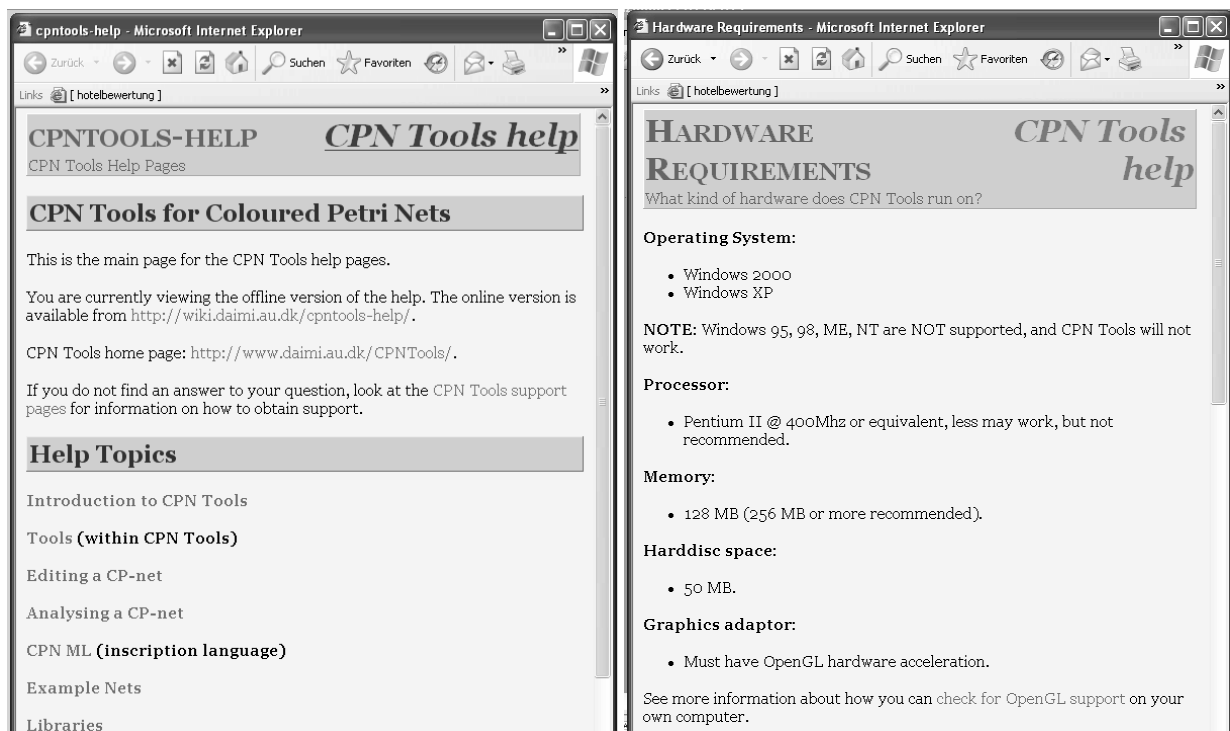 cpntools-help - Microsoft Internet Explorer
Zurück
Suchen
Favoriten
»
Links
[ hotelbewertung ]
»
CPNTOOLS-HELP
CPN Tools help
CPN Tools Help Pages
CPN Tools for Coloured Petri Nets
This is the main page for the CPN Tools help pages.
You are currently viewing the offline version of the help. The online version is
available from http://wiki.daimi.au.dk/cpntools-help/.
CPN Tools home page: http://www.daimi.au.dk/CPNTools/.
If you do not find an answer to your question, look at the CPN Tools support
pages for information on how to obtain support.
Help Topics
Introduction to CPN Tools
Tools (within CPN Tools)
Editing a CP-net
Analysing a CP-net
CPN ML (inscription language)
Example Nets
Libraries
Hardware Requirements - Microsoft Internet Explorer
Zurück
Suchen
Favoriten
»
Links
[ hotelbewertung ]
»
HARDWARE
CPN Tools
REQUIREMENTS
help
What kind of hardware does CPN Tools run on?
Operating System:
• Windows 2000
• Windows XP
NOTE: Windows 95, 98, ME, NT are NOT supported, and CPN Tools will not
work.
Processor:
• Pentium II @ 400Mhz or equivalent, less may work, but not
recommended.
Memory:
• 128 MB (256 MB or more recommended).
Harddisc space:
• 50 MB.
Graphics adaptor:
• Must have OpenGL hardware acceleration.
See more information about how you can check for OpenGL support on your
own computer.